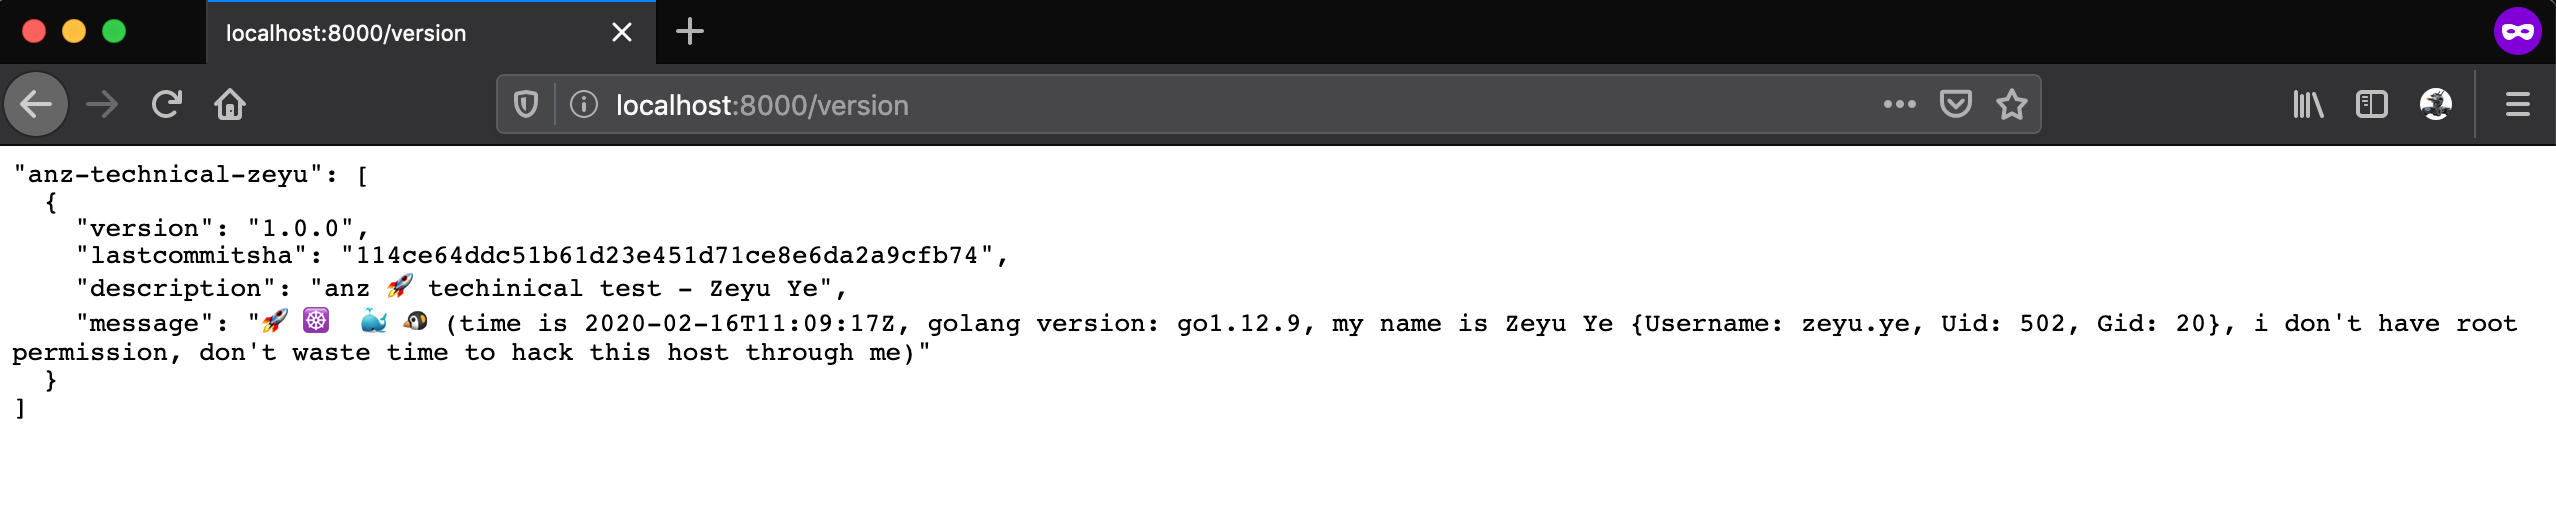 localhost:8000/version
localhost:8000/version
"anz-technical-zeyu": [
  {
    "version": "1.0.0",
    "lastcommitsha": "114ce64ddc51b61d23e451d71ce8e6da2a9cfb74",
    "description": "anz 🚀 techinical test - Zeyu Ye",
    "message": "🚀 ☸️  🐳 🐧 (time is 2020-02-16T11:09:17Z, golang version: go1.12.9, my name is Zeyu Ye {Username: zeyu.ye, Uid: 502, Gid: 20}, i don't have root
permission, don't waste time to hack this host through me)"
  }
]